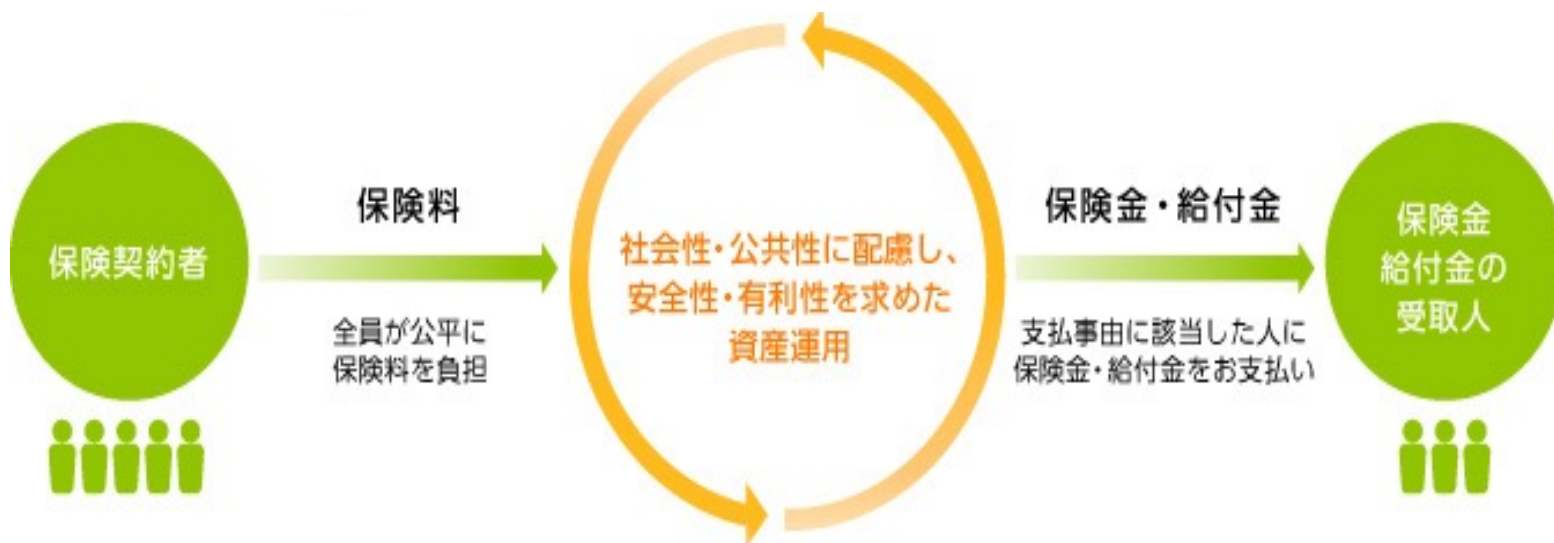 保険契約者
保険料
全員が公平に
保険料を負担
社会性・公共性に配慮し、
安全性・有利性を求めた
資産運用
保険金・給付金
支払事由に該当した人に
保険金・給付金をお支払い
保険金
給付金の
受取人